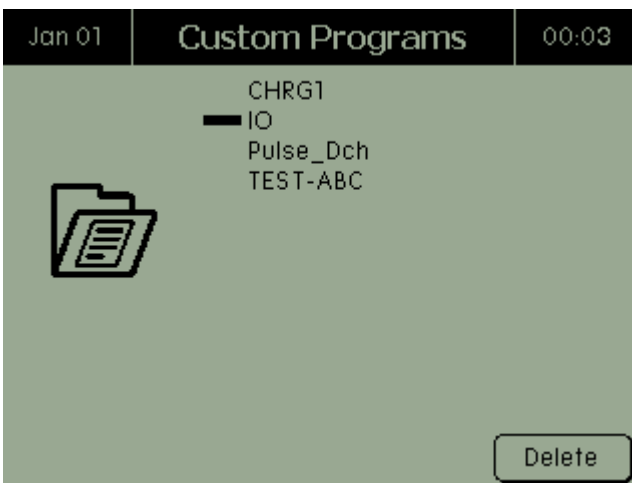 Jan 01 Custom Programs 00:03
CHRG1
IO
Pulse_Dch
TEST-ABC
Delete